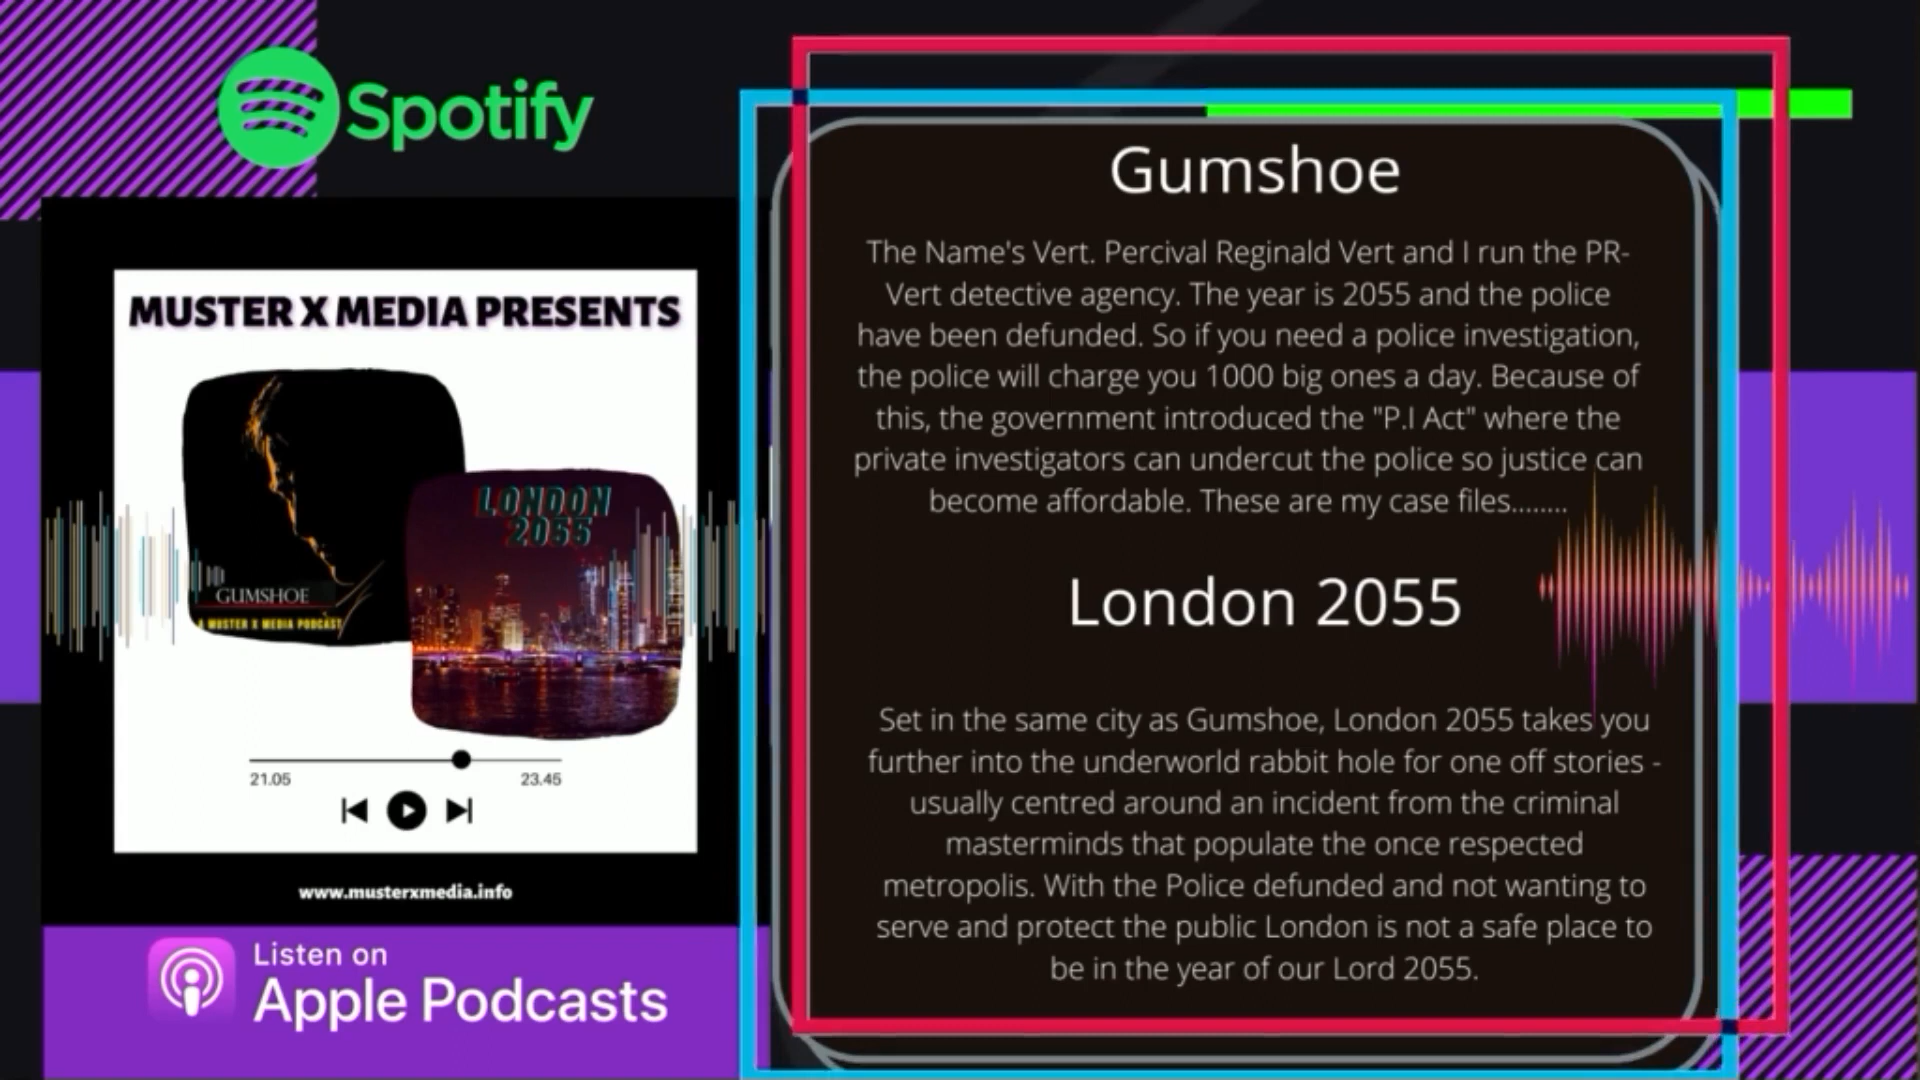 Spotify
MUSTER X MEDIA PRESENTS
GUMSHOE
A MUSTER X MEDIA PODCAST
LONDON
2055
21.05
23.45
www.musterxmedia.info
Listen on
Apple Podcasts
Gumshoe
The Name's Vert. Percival Reginald Vert and I run the PR-
Vert detective agency. The year is 2055 and the police
have been defunded. So if you need a police investigation,
the police will charge you 1000 big ones a day. Because of
this, the government introduced the "P.I Act" where the
private investigators can undercut the police so justice can
become affordable. These are my case files........
London 2055
Set in the same city as Gumshoe, London 2055 takes you
further into the underworld rabbit hole for one off stories -
usually centred around an incident from the criminal
masterminds that populate the once respected
metropolis. With the Police defunded and not wanting to
serve and protect the public London is not a safe place to
be in the year of our Lord 2055.